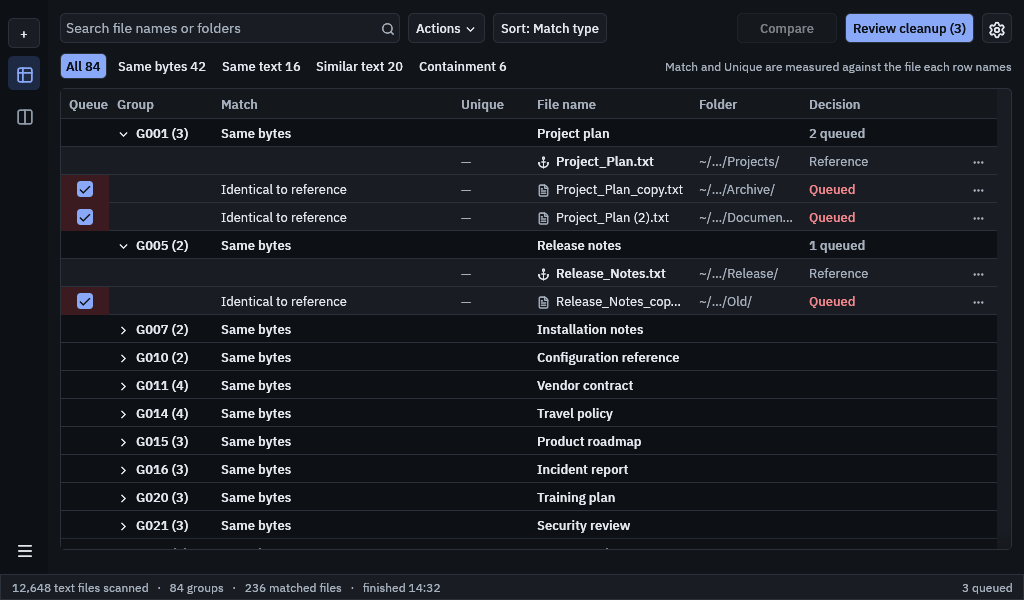 + Search file names or folders Actions Sort: Match type Compare Review cleanup (3)
All 84 Same bytes 42 Same text 16 Similar text 20 Containment 6 Match and Unique are measured against the file each row names
Queue Group Match Unique File name Folder Decision
G001 (3) Same bytes Project plan 2 queued
— Project_Plan.txt ~/.../Projects/ Reference ...
Identical to reference — Project_Plan_copy.txt ~/.../Archive/ Queued ...
Identical to reference — Project_Plan (2).txt ~/.../Documen... Queued ...
G005 (2) Same bytes Release notes 1 queued
— Release_Notes.txt ~/.../Release/ Reference ...
Identical to reference — Release_Notes_cop... ~/.../Old/ Queued ...
G007 (2) Same bytes Installation notes
G010 (2) Same bytes Configuration reference
G011 (4) Same bytes Vendor contract
G014 (4) Same bytes Travel policy
G015 (3) Same bytes Product roadmap
G016 (3) Same bytes Incident report
G020 (3) Same bytes Training plan
G021 (3) Same bytes Security review
12,648 text files scanned · 84 groups · 236 matched files · finished 14:32 3 queued